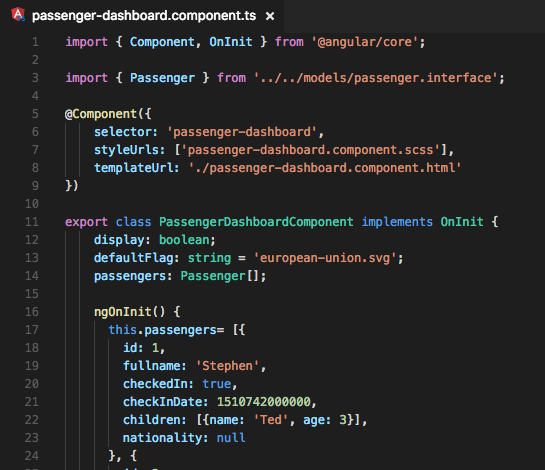 passenger-dashboard.component.ts ×
1 import { Component, OnInit } from '@angular/core';
2
3 import { Passenger } from '../../models/passenger.interface';
4
5 @Component({
6 selector: 'passenger-dashboard',
7 styleUrls: ['passenger-dashboard.component.scss'],
8 templateUrl: './passenger-dashboard.component.html'
9 })
10
11 export class PassengerDashboardComponent implements OnInit {
12 display: boolean;
13 defaultFlag: string = 'european-union.svg';
14 passengers: Passenger[];
15
16 ngOnInit() {
17 this.passengers= [{
18 id: 1,
19 fullname: 'Stephen',
20 checkedIn: true,
21 checkInDate: 1510742000000,
22 children: [{name: 'Ted', age: 3}],
23 nationality: null
24 }, {